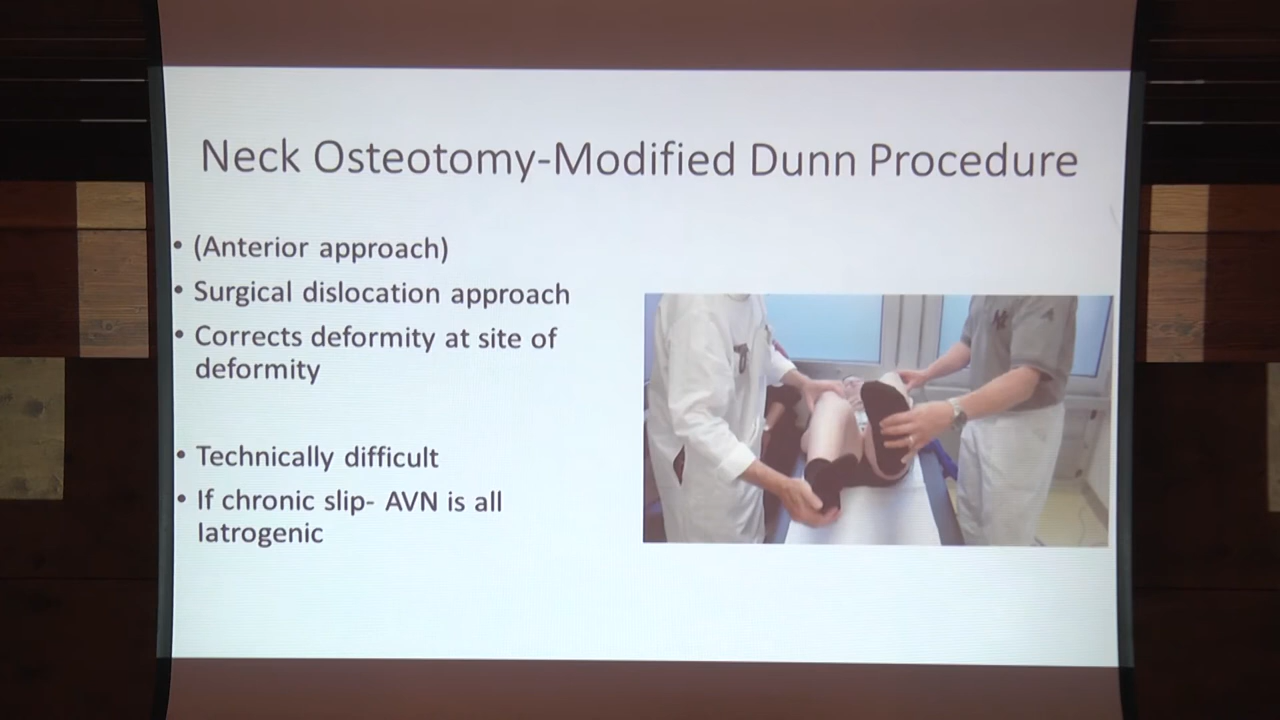 Neck Osteotomy-Modified Dunn Procedure
• (Anterior approach)
• Surgical dislocation approach
• Corrects deformity at site of
deformity
• Technically difficult
• If chronic slip- AVN is all
Iatrogenic